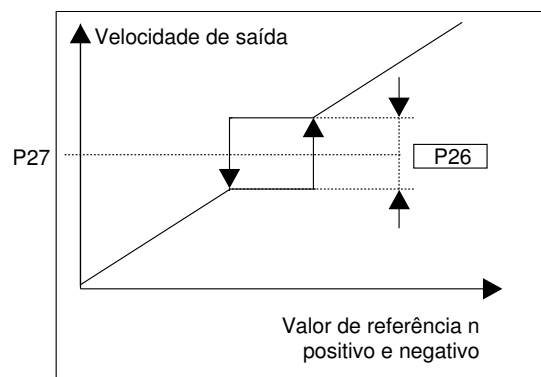 Velocidade de saída
P27
P26
Valor de referência n
positivo e negativo